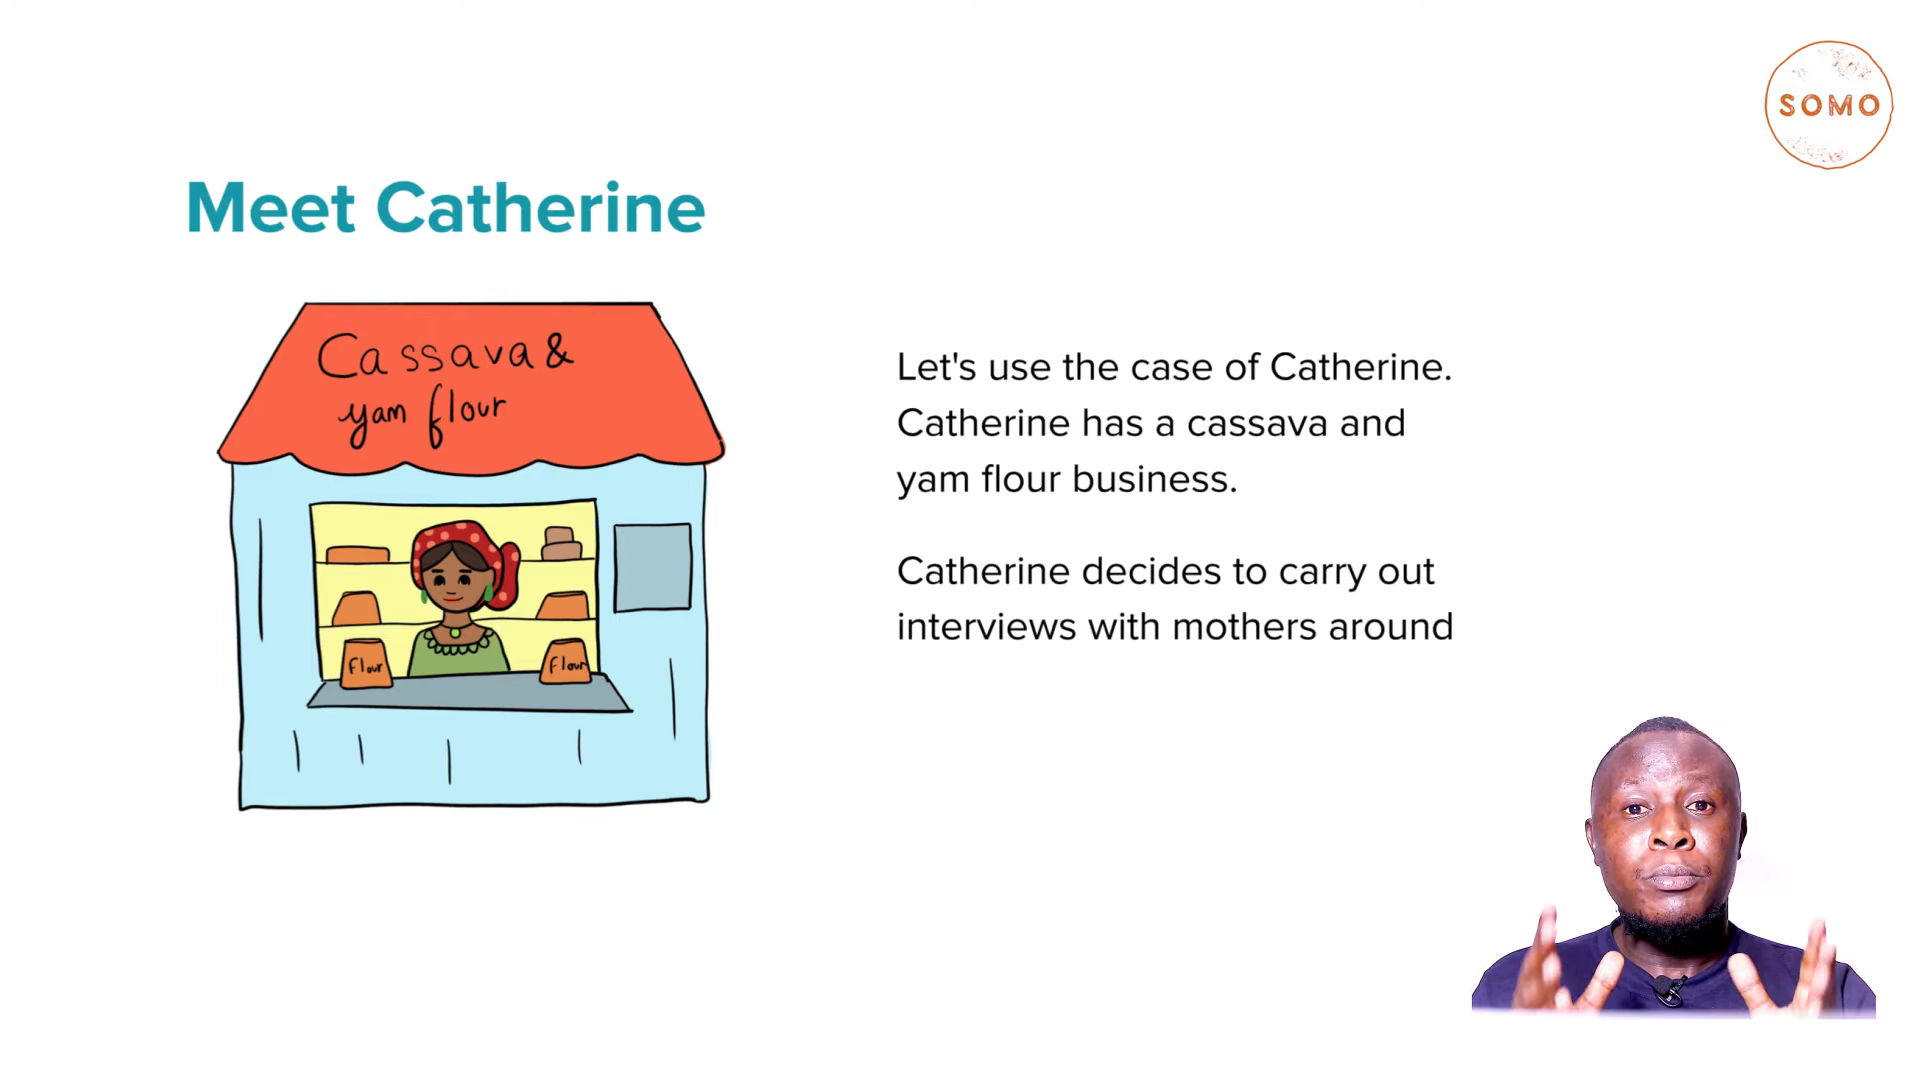 SOMO
Meet Catherine
Cassava &
yam flour
Flour
Flour
Let's use the case of Catherine.
Catherine has a cassava and
yam flour business.
Catherine decides to carry out
interviews with mothers around